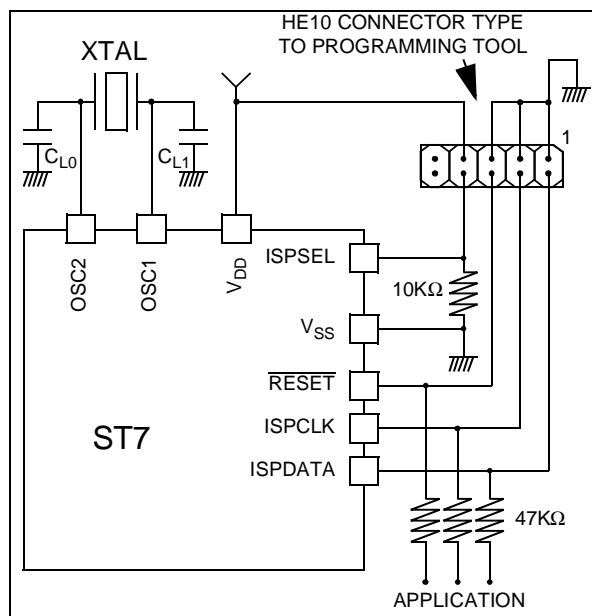 HE10 CONNECTOR TYPE
TO PROGRAMMING TOOL
XTAL
1
CL0
CL1
OSC2
OSC1
VDD
ISPSEL
10KΩ
VSS
RESET
ST7
ISPCLK
ISPDATA
47KΩ
APPLICATION